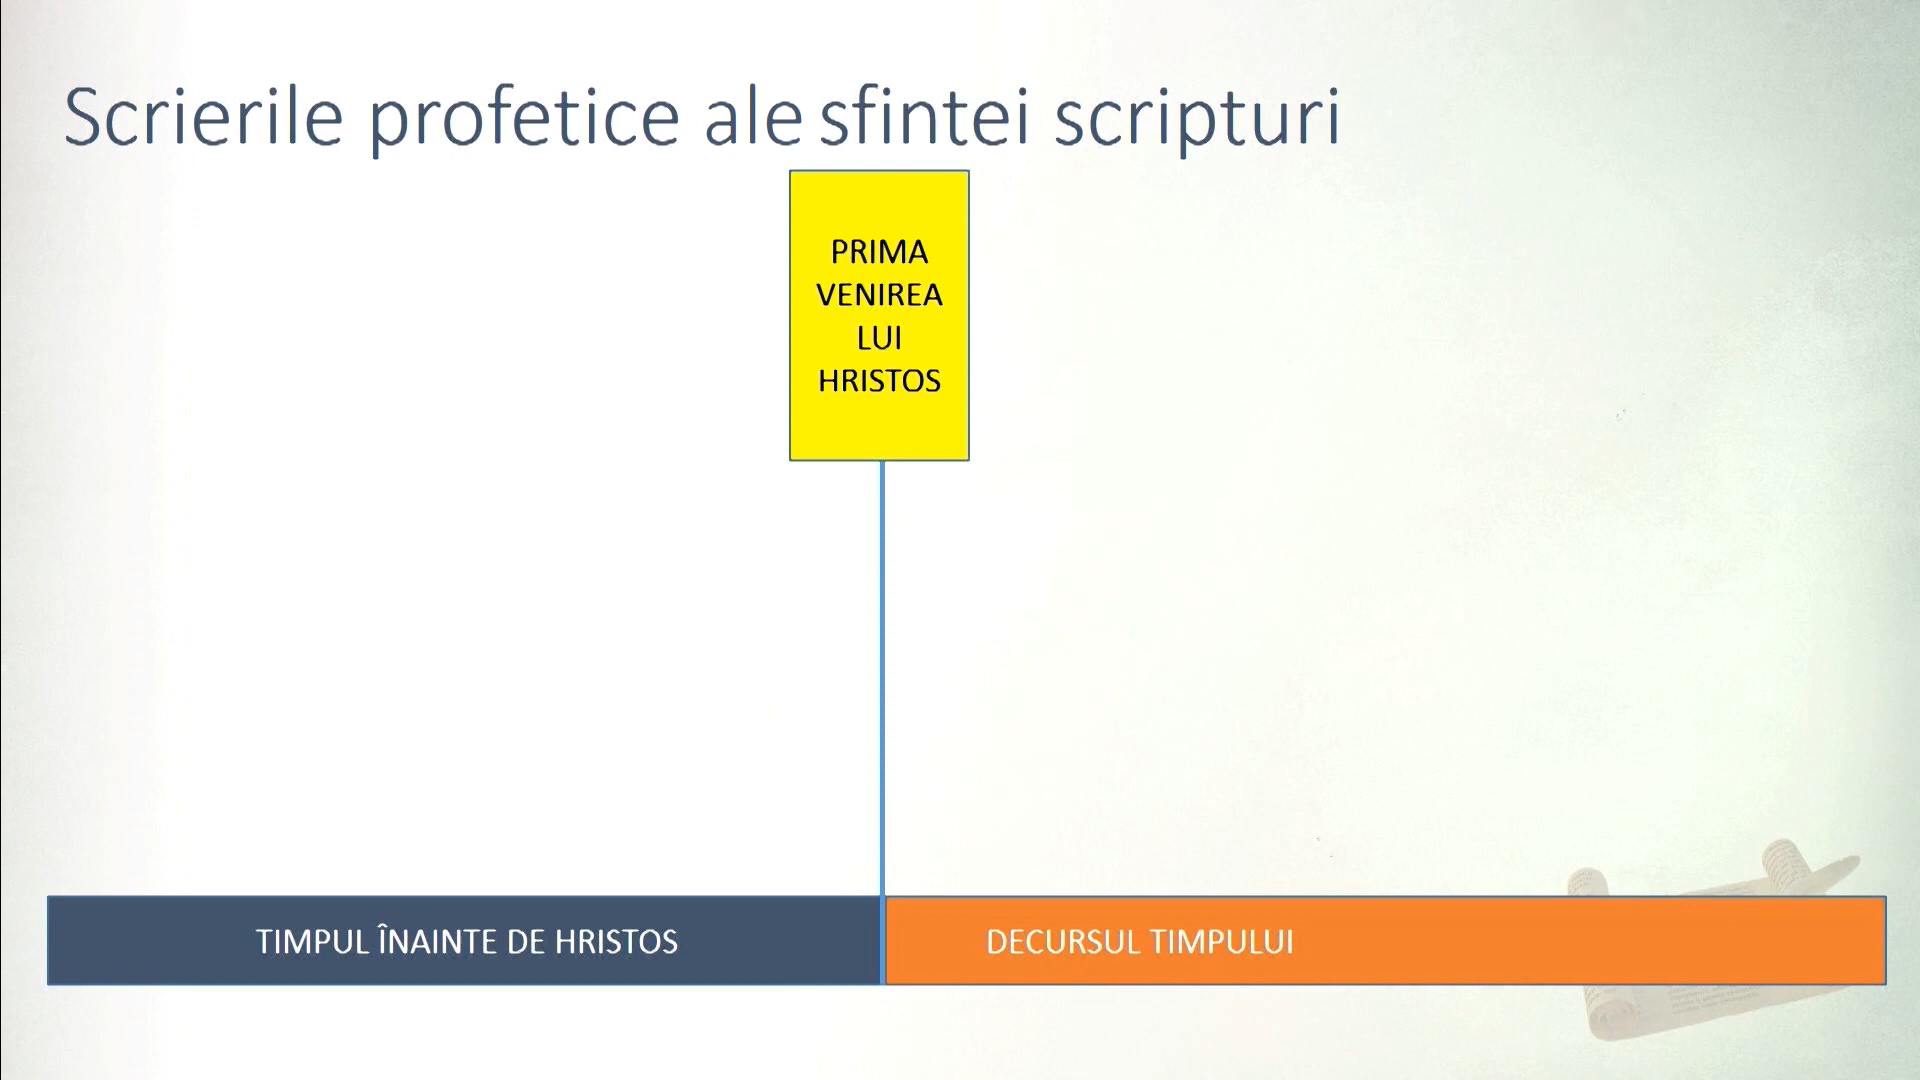 Scrierile profetice ale sfintei scripturi
PRIMA
VENIREA
LUI
HRISTOS
TIMPUL ÎNAINTE DE HRISTOS
DECURSUL TIMPULUI